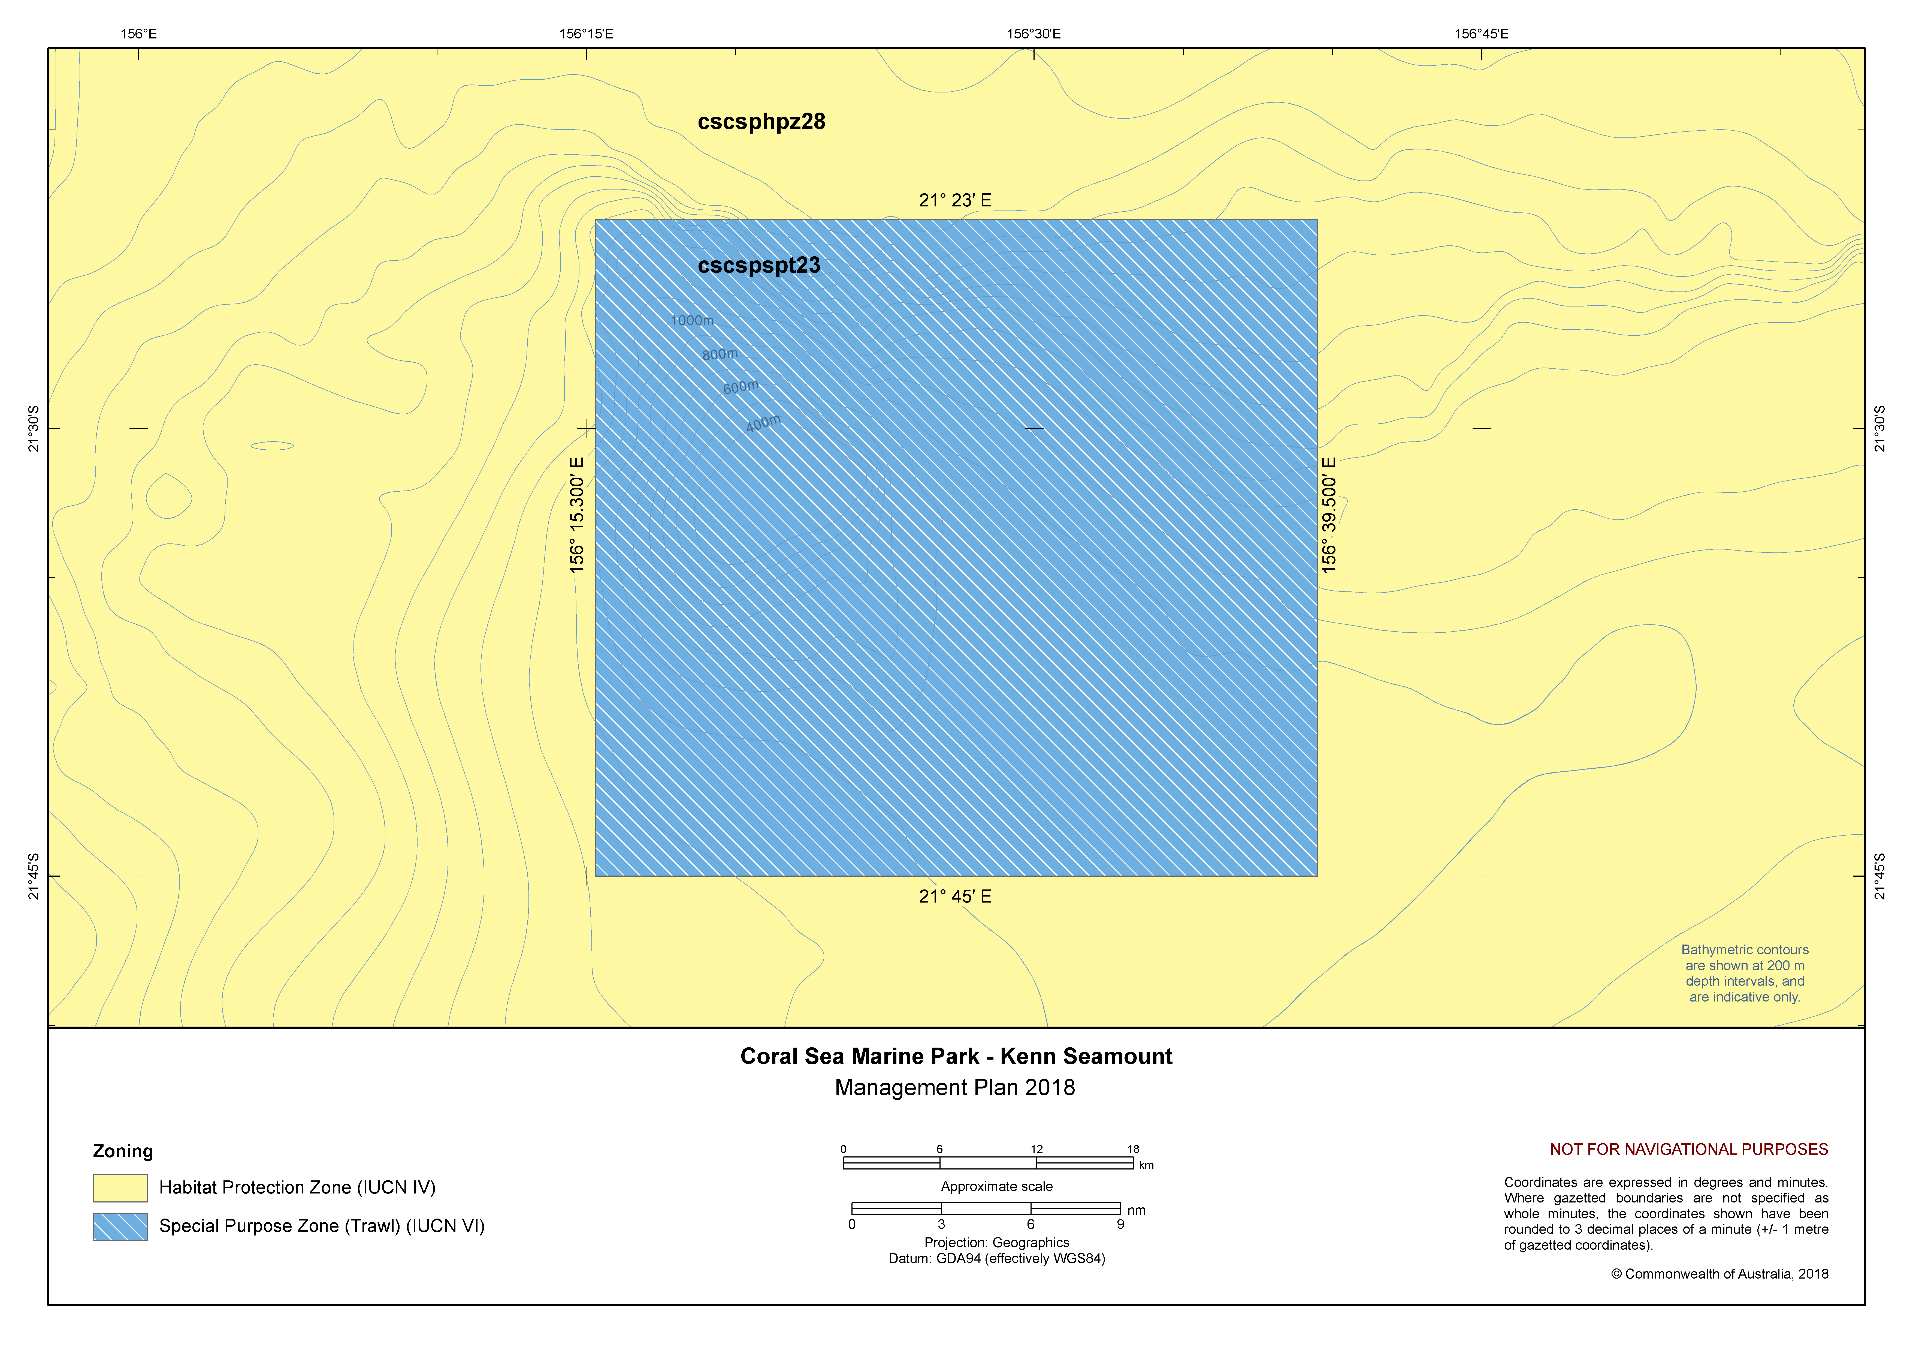 156°E
156°15'E
156°30'E
156°45'E
cscsphpz28
21° 23' E
cscspspt23
1000m
800m
600m
400m
21°30'S
21°30'S
156° 15.300' E
156° 39.500' E
21°45'S
21°45'S
21° 45' E
Bathymetric contours
are shown at 200 m
depth intervals, and
are indicative only.
Coral Sea Marine Park - Kenn Seamount
Management Plan 2018
Zoning
Habitat Protection Zone (IUCN IV)
Special Purpose Zone (Trawl) (IUCN VI)
0 6 12 18
km
Approximate scale
nm
0 3 6 9
Projection: Geographics
Datum: GDA94 (effectively WGS84)
NOT FOR NAVIGATIONAL PURPOSES
Coordinates are expressed in degrees and minutes.
Where gazetted boundaries are not specified as
whole minutes, the coordinates shown have been
rounded to 3 decimal places of a minute (+/- 1 metre
of gazetted coordinates).
© Commonwealth of Australia, 2018